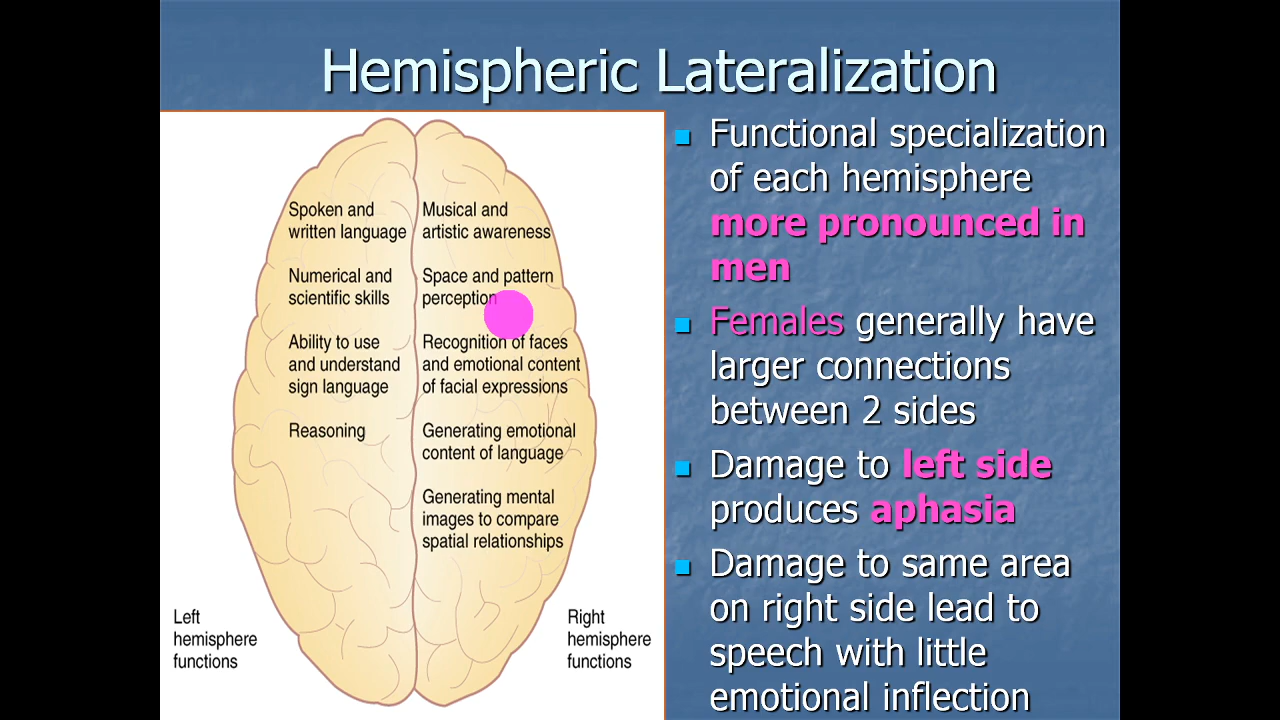 Hemispheric Lateralization
Spoken and
written language
Numerical and
scientific skills
Ability to use
and understand
sign language
Reasoning
Musical and
artistic awareness
Space and pattern
perception
Recognition of faces
and emotional content
of facial expressions
Generating emotional
content of language
Generating mental
images to compare
spatial relationships
Left
hemisphere
functions
Right
hemisphere
functions
Functional specialization
of each hemisphere
more pronounced in
men
Females generally have
larger connections
between 2 sides
Damage to left side
produces aphasia
Damage to same area
on right side lead to
speech with little
emotional inflection